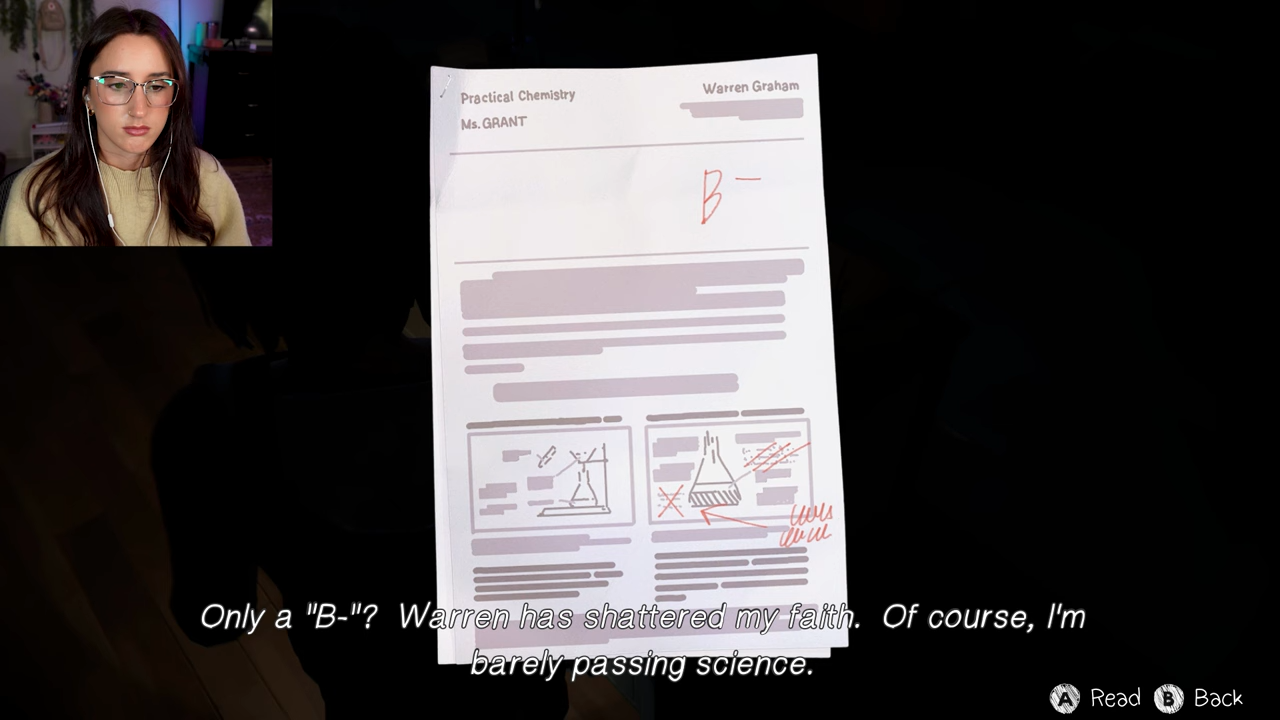 Practical Chemistry
Warren Graham
Ms. GRANT
B-
Only a "B-"? Warren has shattered my faith. Of course, I'm
barely passing science.
A Read B Back